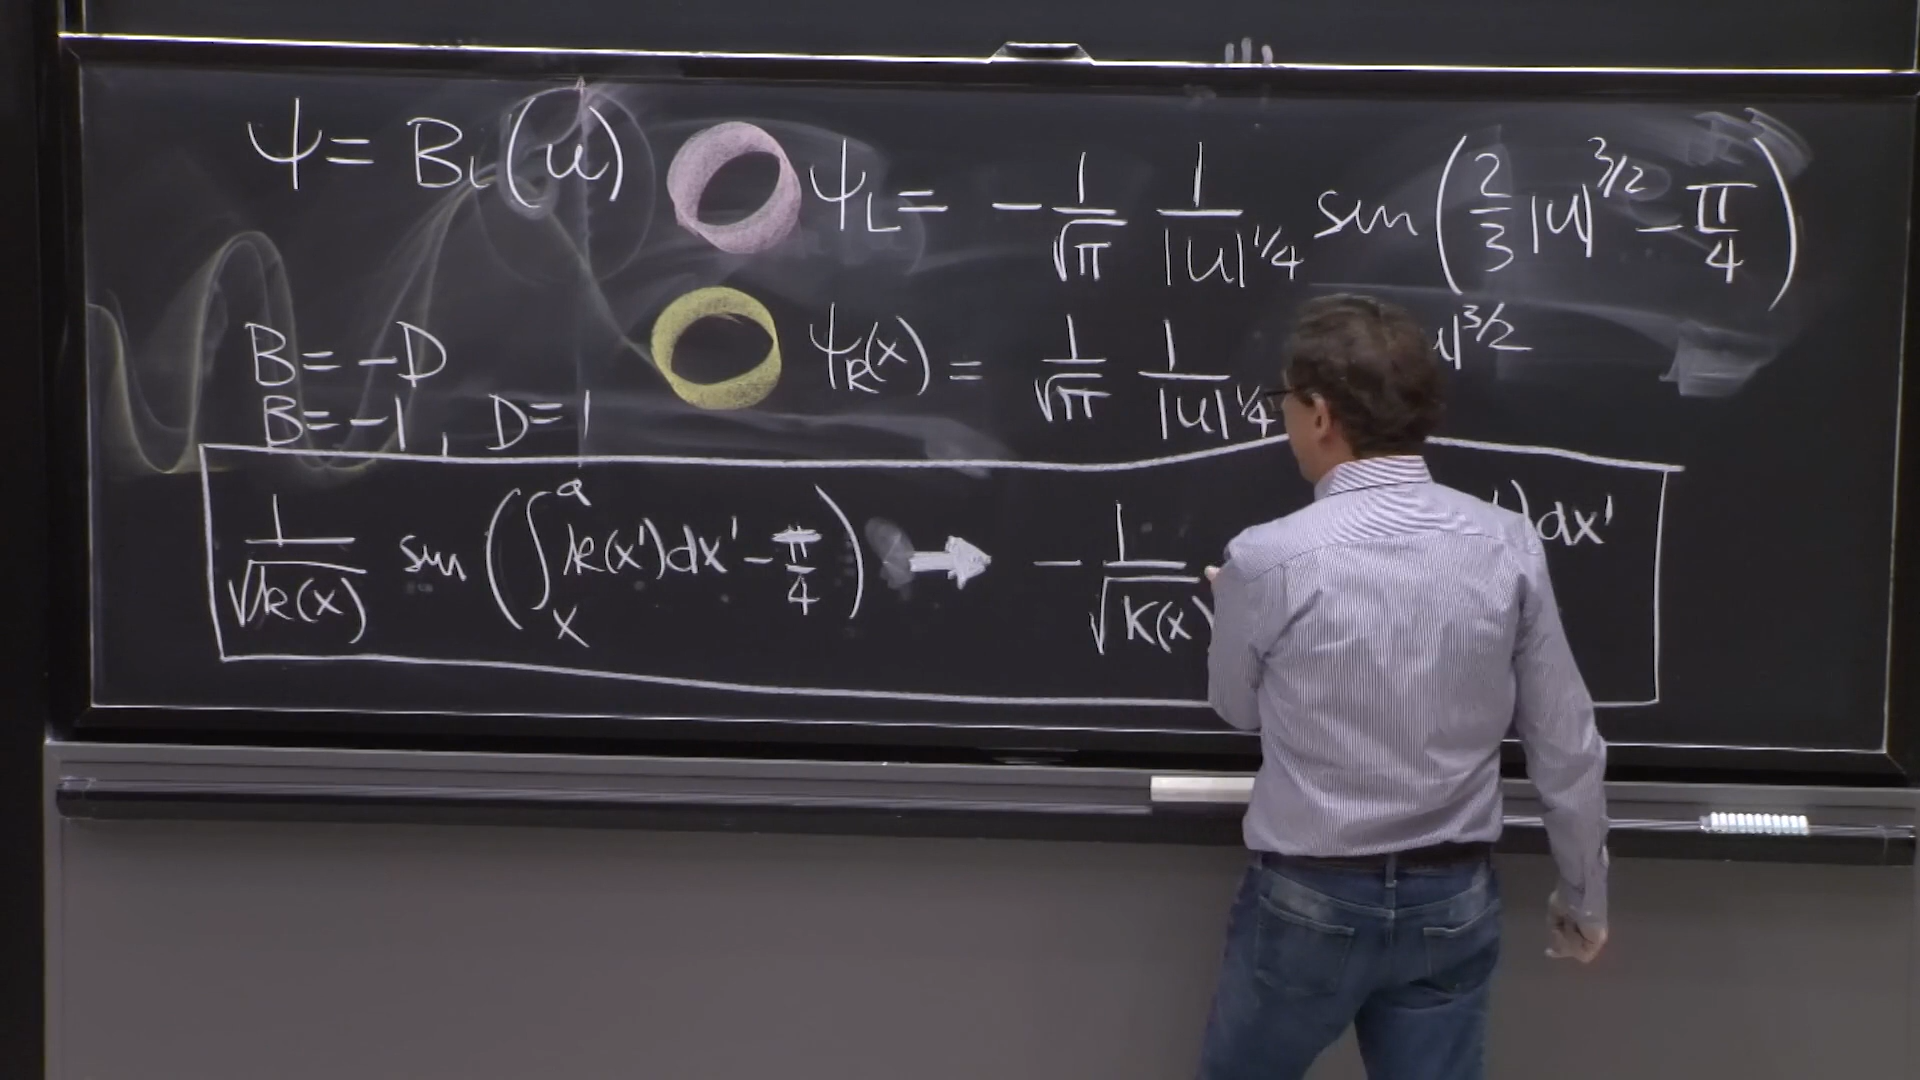 ψ = Bi(u)
ψ_L = - 1/√π 1/|u|^1/4 sin(2/3 |u|^3/2 - π/4)
B = -D
ψ_R(x) = 1/√π 1/|u|^1/4 u|^3/2
B = -1, D = 1
1/√k(x) sin(∫_x^a k(x')dx' - π/4) ➡ - 1/√κ(x) ')dx'